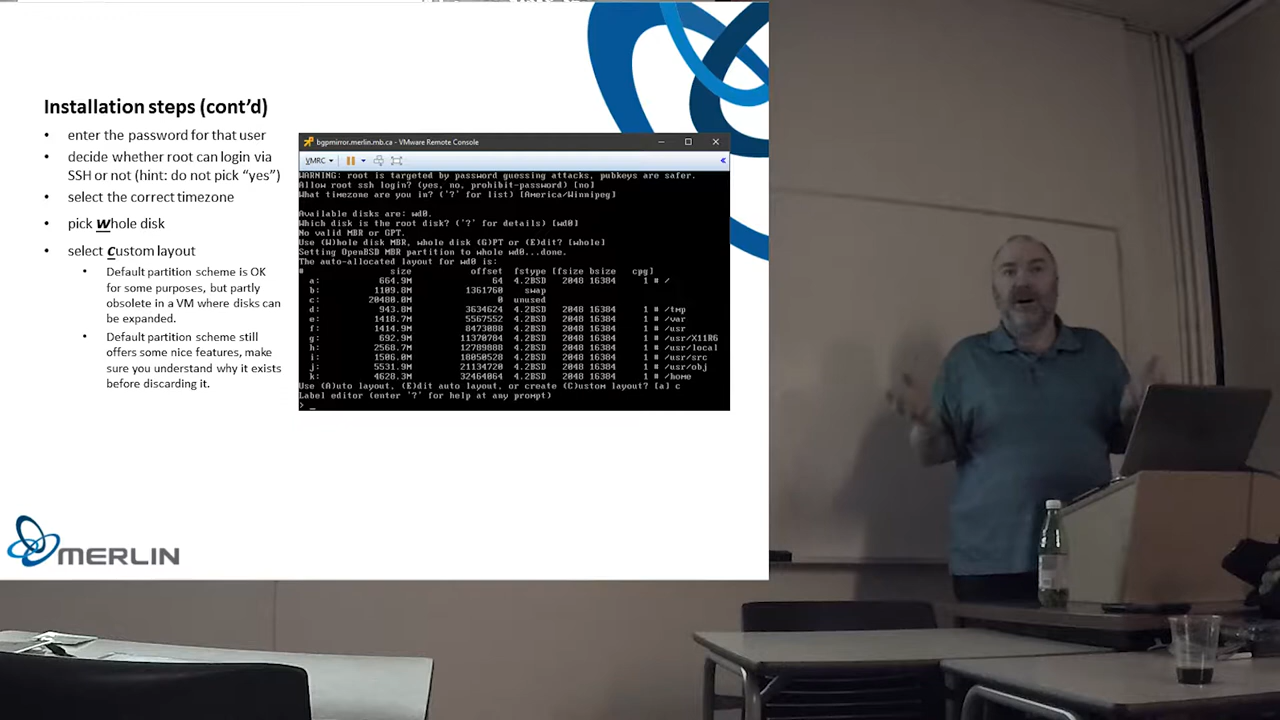 Installation steps (cont'd)
• enter the password for that user
• decide whether root can login via
SSH or not (hint: do not pick “yes”)
• select the correct timezone
• pick whole disk
• select custom layout
• Default partition scheme is OK
for some purposes, but partly
obsolete in a VM where disks can
be expanded.
• Default partition scheme still
offers some nice features, make
sure you understand why it exists
before discarding it.
bgpmirror.merlin.mb.ca - VMware Remote Console
VMRC
WARNING: root is targeted by password guessing attacks, pubkeys are safer.
Allow root ssh login? (yes, no, prohibit-password) [no]
What timezone are you in? ('?' for list) [America/Winnipeg]
Available disks are: wd0.
Which disk is the root disk? ('?' for details) [wd0]
No valid MBR or GPT.
Use (W)hole disk MBR, whole disk (G)PT or (E)dit? [whole]
Setting OpenBSD MBR partition to whole wd0...done.
The auto-allocated layout for wd0 is:
# size offset fstype [fsize bsize cpg]
a: 664.9M 64 4.2BSD 2048 16384 1 # /
b: 1109.8M 1361760 swap
c: 20480.0M 0 unused
d: 943.8M 3634624 4.2BSD 2048 16384 1 # /tmp
e: 1418.7M 5567552 4.2BSD 2048 16384 1 # /var
f: 1414.9M 8473088 4.2BSD 2048 16384 1 # /usr
g: 692.9M 11370784 4.2BSD 2048 16384 1 # /usr/X11R6
h: 2568.7M 12789888 4.2BSD 2048 16384 1 # /usr/local
i: 1506.0M 18050528 4.2BSD 2048 16384 1 # /usr/src
j: 5531.9M 21134720 4.2BSD 2048 16384 1 # /usr/obj
k: 4628.3M 32464064 4.2BSD 2048 16384 1 # /home
Use (A)uto layout, (E)dit auto layout, or create (C)ustom layout? [a] c
Label editor (enter '?' for help at any prompt)
> _
MERLIN